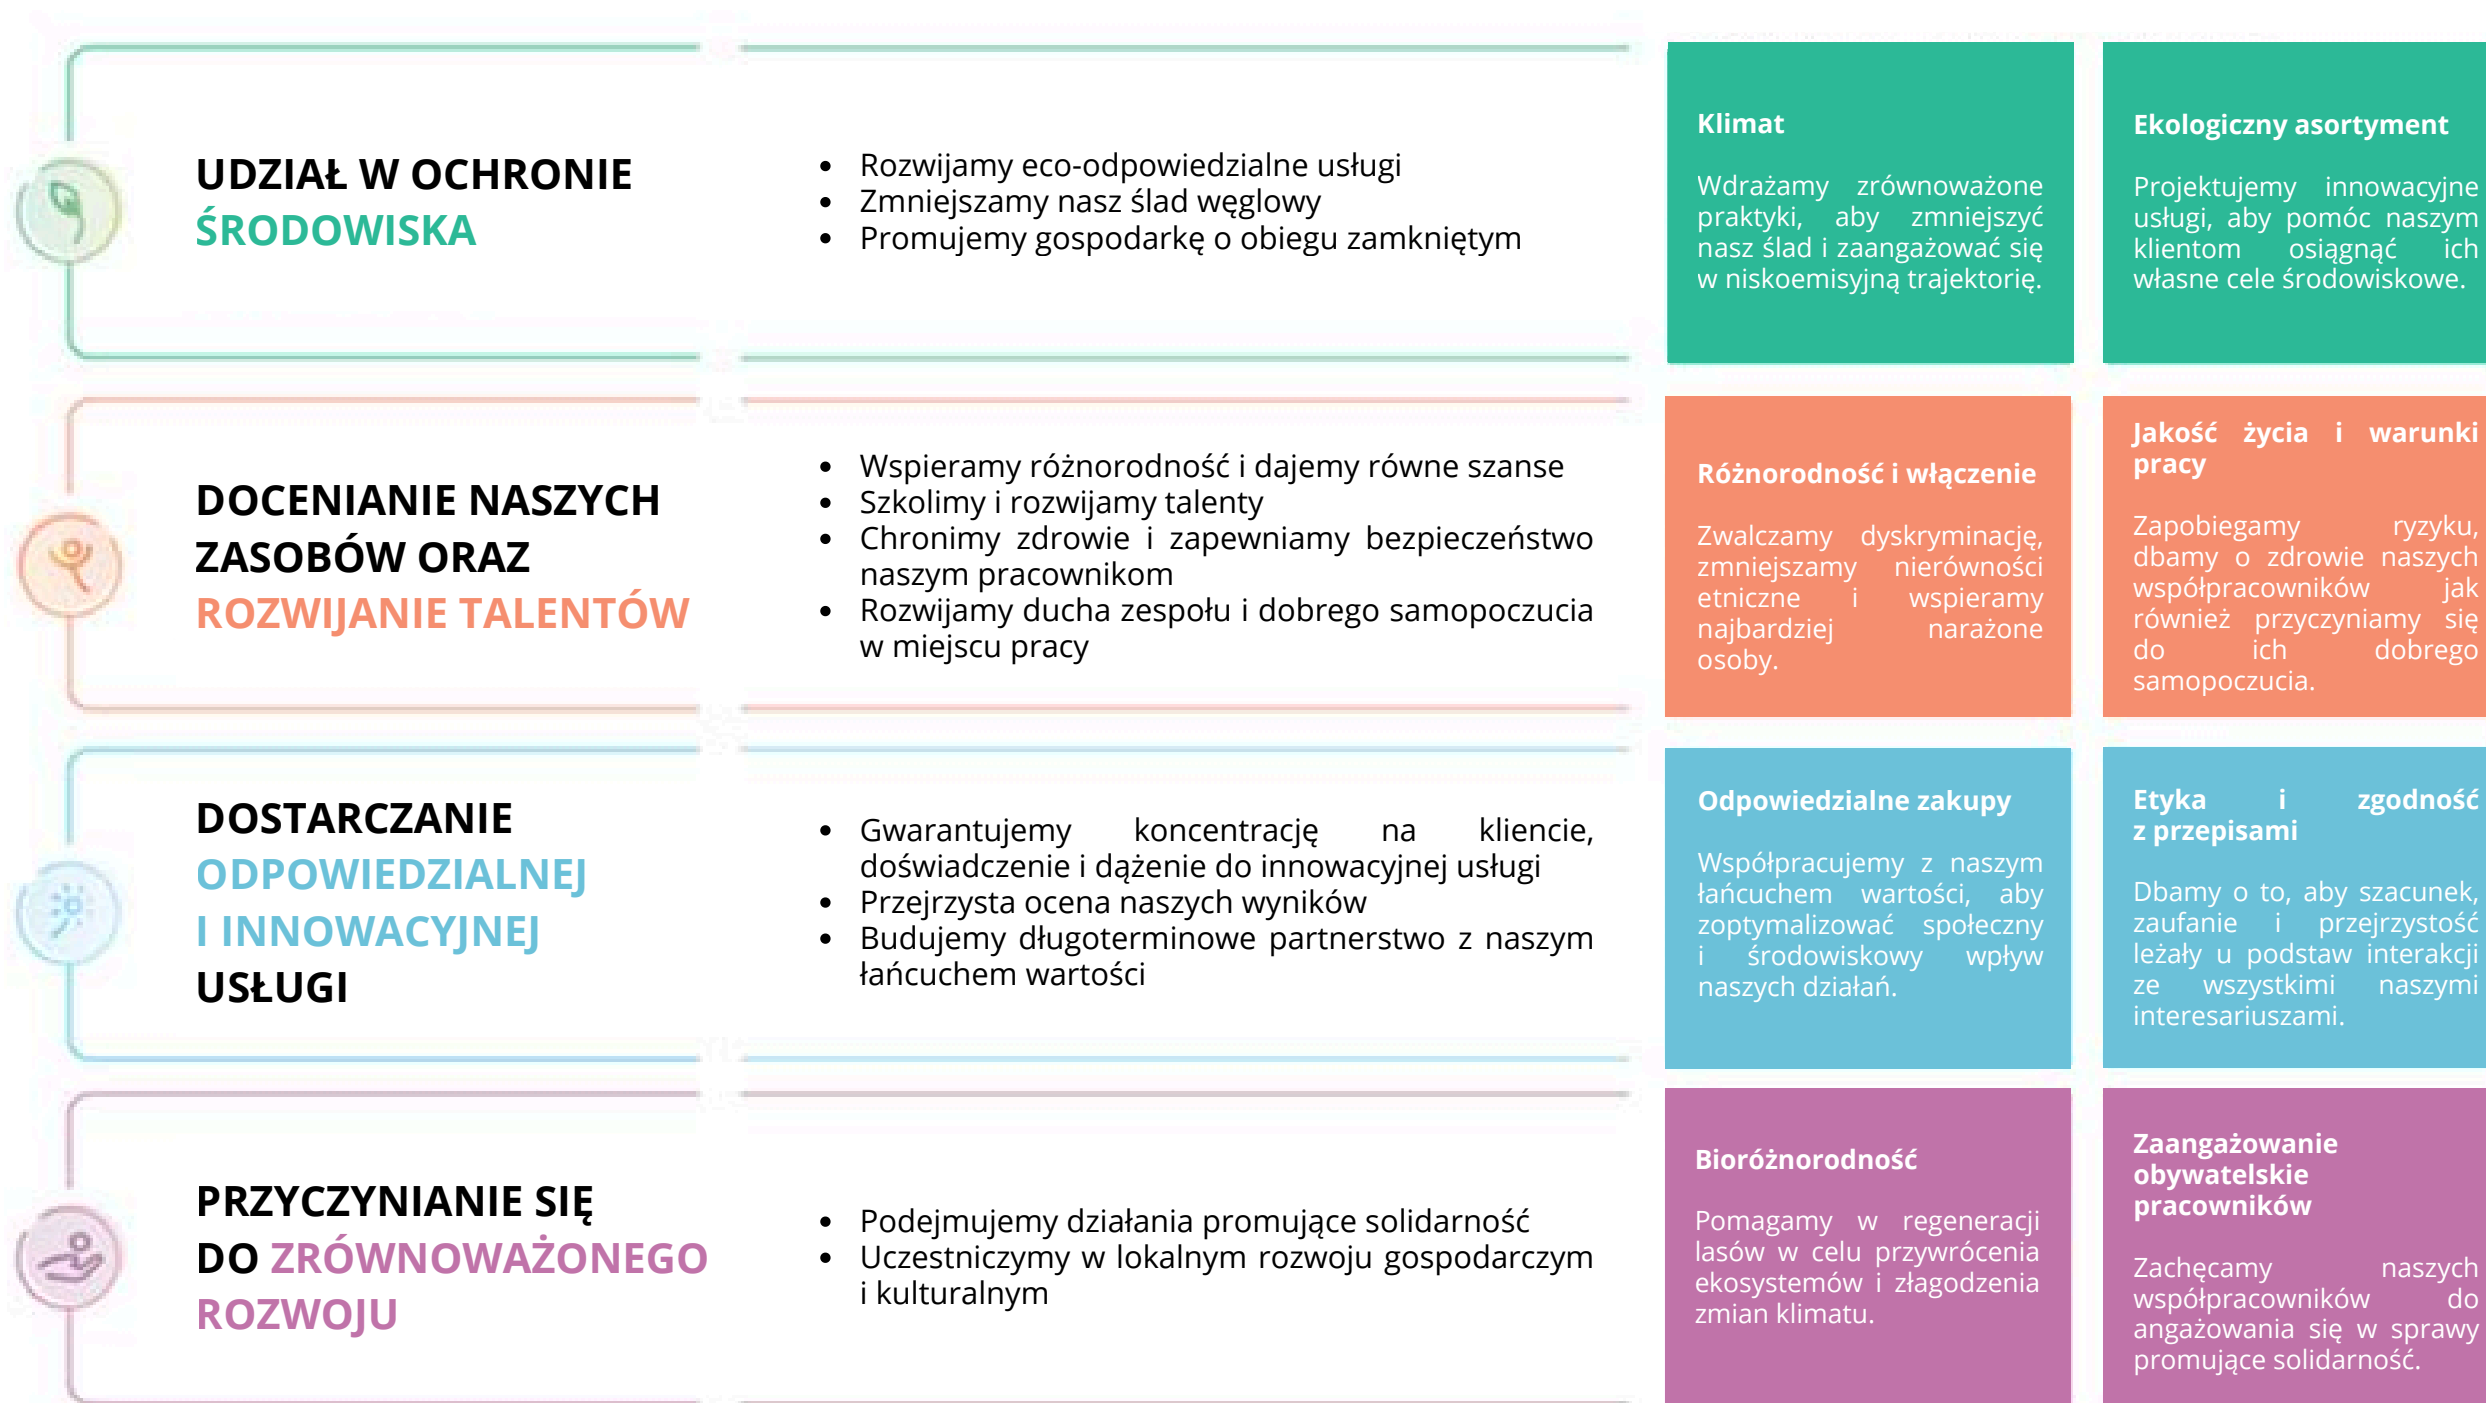 UDZIAŁ W OCHRONIE
ŚRODOWISKA
• Rozwijamy eco-odpowiedzialne usługi
• Zmniejszamy nasz ślad węglowy
• Promujemy gospodarkę o obiegu zamkniętym
Klimat
Wdrażamy zrównoważone
praktyki, aby zmniejszyć
nasz ślad i zaangażować się
w niskoemisyjną trajektorię.
Ekologiczny asortyment
Projektujemy innowacyjne
usługi, aby pomóc naszym
klientom osiągnąć ich
własne cele środowiskowe.
DOCENIANIE NASZYCH
ZASOBÓW ORAZ
ROZWIJANIE TALENTÓW
• Wspieramy różnorodność i dajemy równe szanse
• Szkolimy i rozwijamy talenty
• Chronimy zdrowie i zapewniamy bezpieczeństwo
naszym pracownikom
• Rozwijamy ducha zespołu i dobrego samopoczucia
w miejscu pracy
Różnorodność i włączenie
Zwalczamy dyskryminację,
zmniejszamy nierówności
etniczne i wspieramy
najbardziej narażone
osoby.
Jakość życia i warunki
pracy
Zapobiegamy ryzyku,
dbamy o zdrowie naszych
współpracowników jak
również przyczyniamy się
do ich dobrego
samopoczucia.
DOSTARCZANIE
ODPOWIEDZIALNEJ
I INNOWACYJNEJ
USŁUGI
• Gwarantujemy koncentrację na kliencie,
doświadczenie i dążenie do innowacyjnej usługi
• Przejrzysta ocena naszych wyników
• Budujemy długoterminowe partnerstwo z naszym
łańcuchem wartości
Odpowiedzialne zakupy
Współpracujemy z naszym
łańcuchem wartości, aby
zoptymalizować społeczny
i środowiskowy wpływ
naszych działań.
Etyka i zgodność
z przepisami
Dbamy o to, aby szacunek,
zaufanie i przejrzystość
leżały u podstaw interakcji
ze wszystkimi naszymi
interesariuszami.
PRZYCZYNIANIE SIĘ
DO ZRÓWNOWAŻONEGO
ROZWOJU
• Podejmujemy działania promujące solidarność
• Uczestniczymy w lokalnym rozwoju gospodarczym
i kulturalnym
Bioróżnorodność
Pomagamy w regeneracji
lasów w celu przywrócenia
ekosystemów i złagodzenia
zmian klimatu.
Zaangażowanie
obywatelskie
pracowników
Zachęcamy naszych
współpracowników do
angażowania się w sprawy
promujące solidarność.